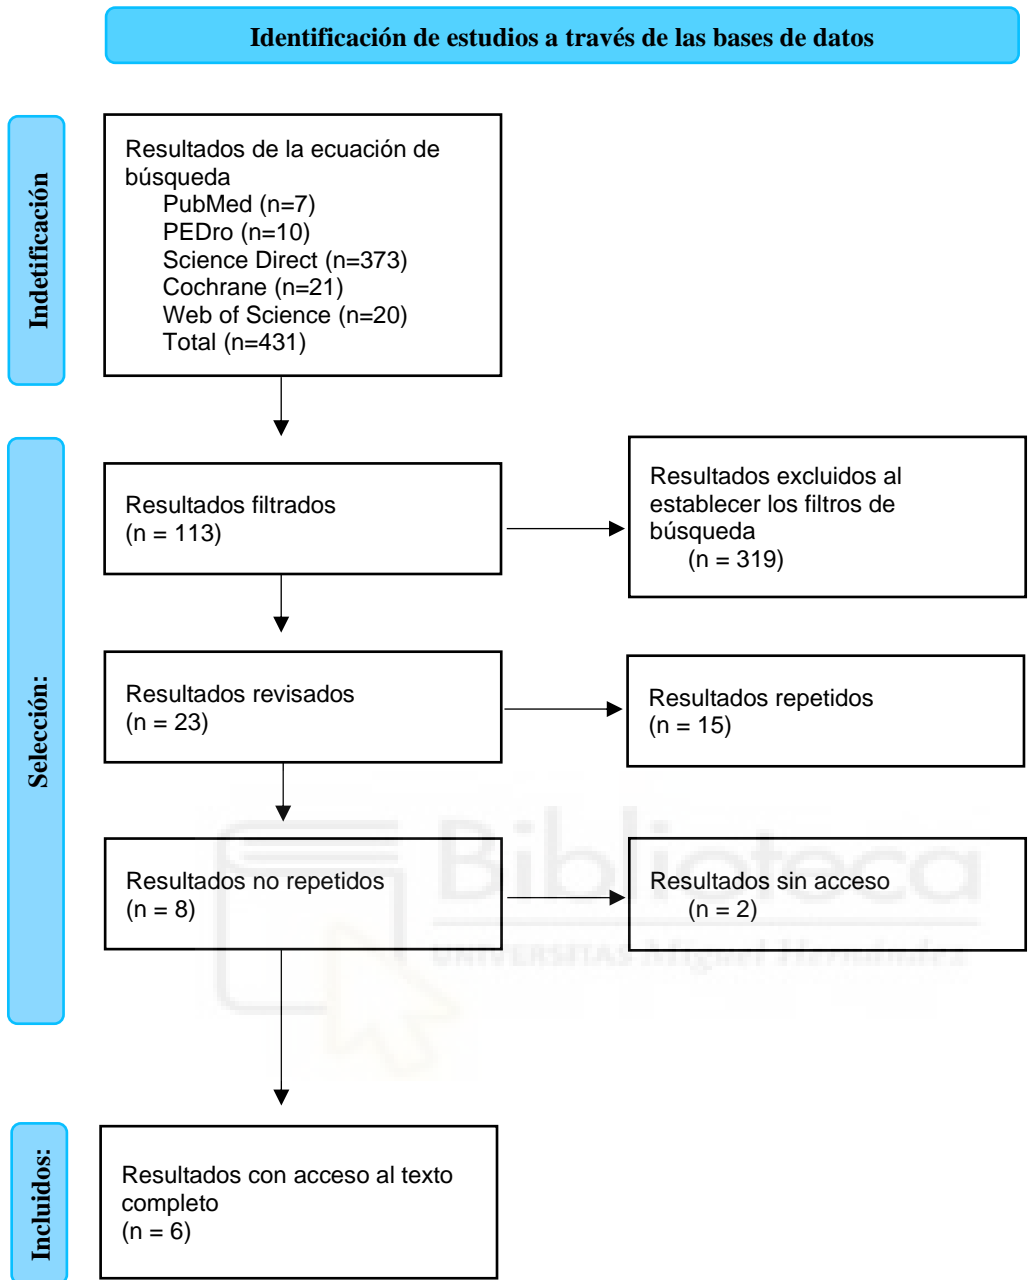 Identificación de estudios a través de las bases de datos
Indetificación
Resultados de la ecuación de
búsqueda
PubMed (n=7)
PEDro (n=10)
Science Direct (n=373)
Cochrane (n=21)
Web of Science (n=20)
Total (n=431)
Selección:
Resultados filtrados
(n = 113)
Resultados excluidos al
establecer los filtros de
búsqueda
(n = 319)
Resultados revisados
(n = 23)
Resultados repetidos
(n = 15)
Resultados no repetidos
(n = 8)
Resultados sin acceso
(n = 2)
Biblioteca
UNIVERSITAS Miguel Hernández
Incluidos:
Resultados con acceso al texto
completo
(n = 6)